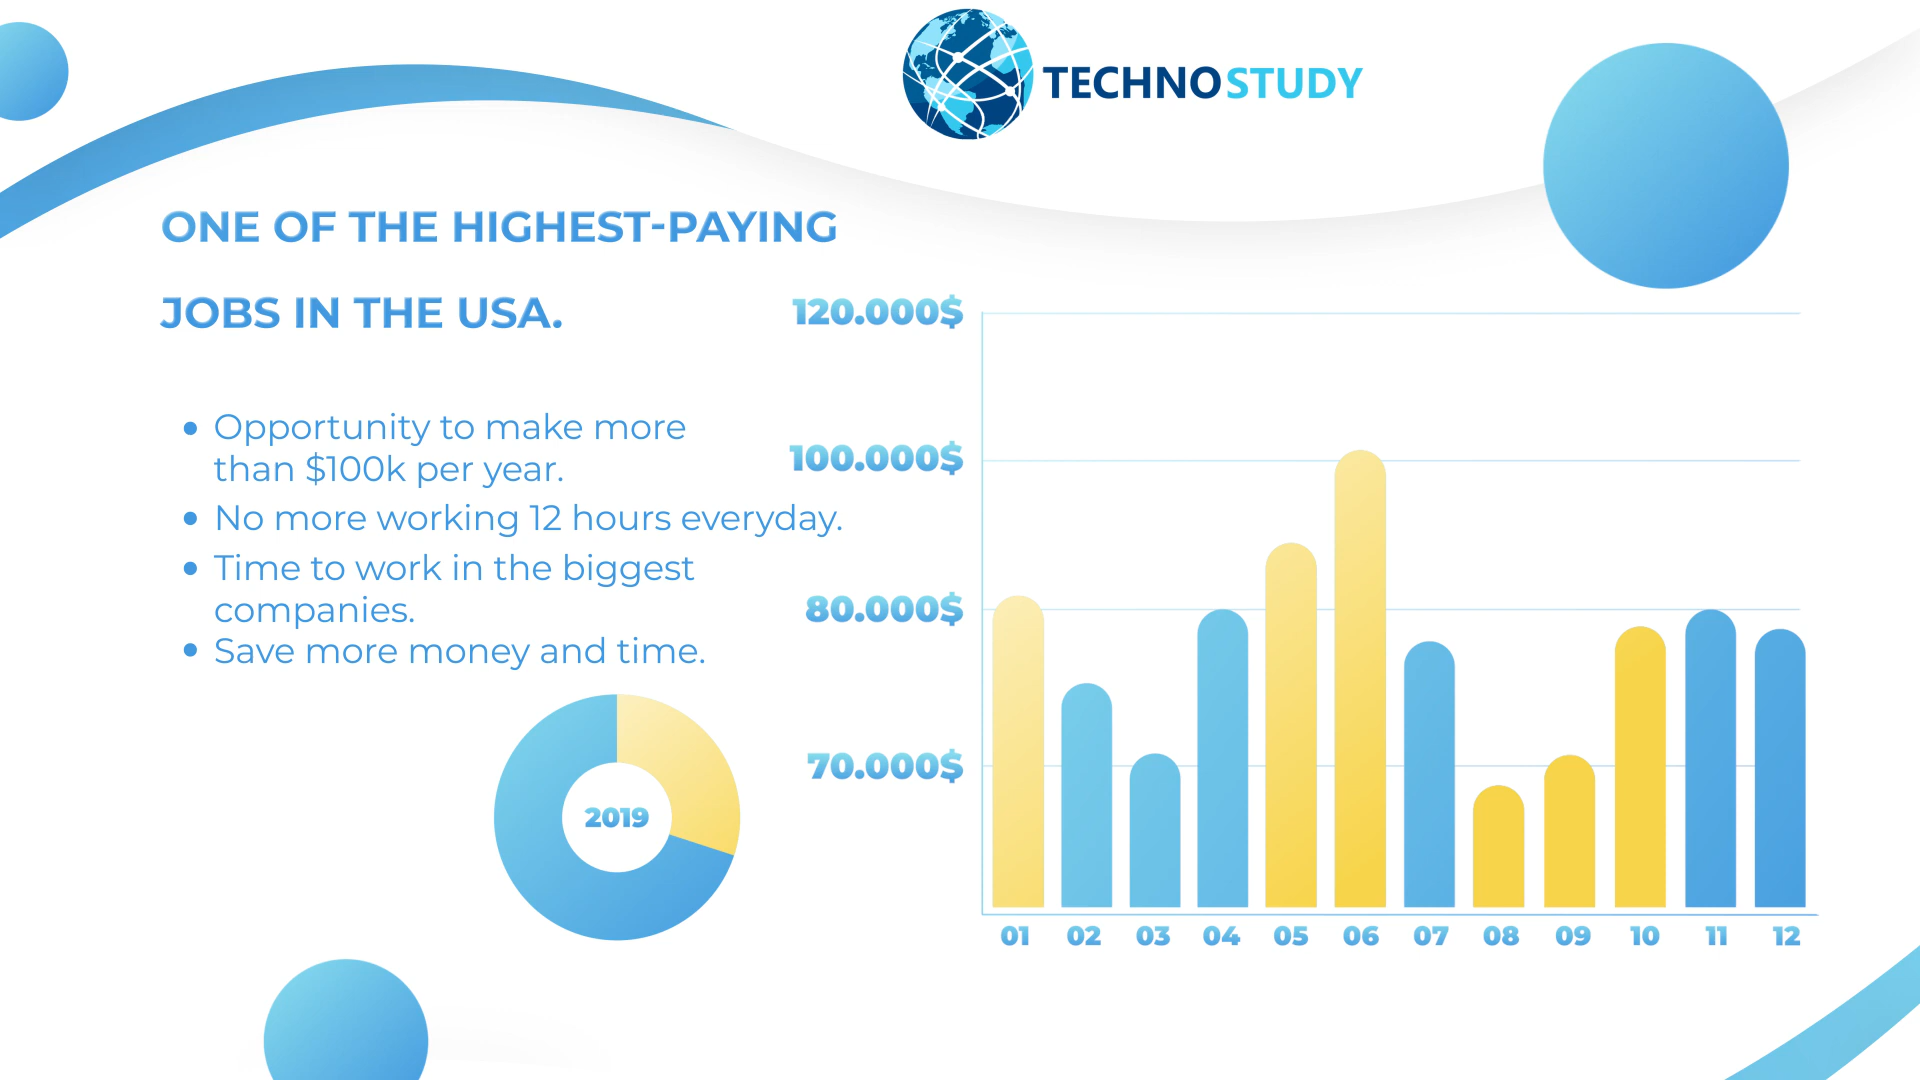 TECHNOSTUDY
ONE OF THE HIGHEST-PAYING
JOBS IN THE USA.
Opportunity to make more
than $100k per year.
No more working 12 hours everyday.
Time to work in the biggest
companies.
Save more money and time.
2019
120.000$
100.000$
80.000$
70.000$
01 02 03 04 05 06 07 08 09 10 11 12